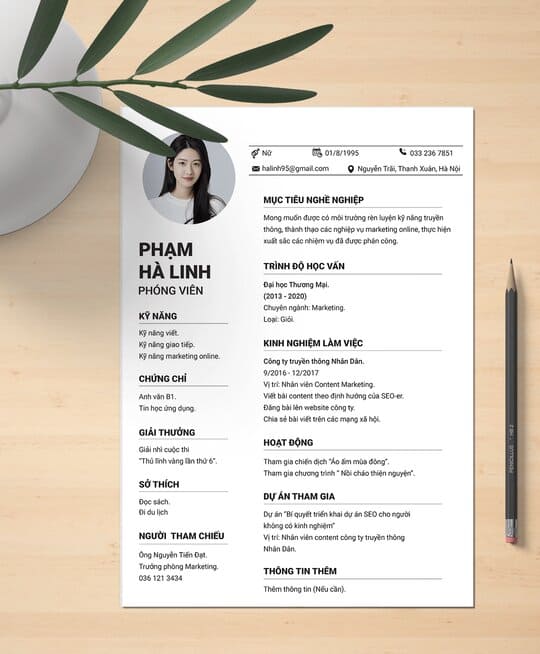 PHẠM
HÀ LINH
PHÓNG VIÊN
KỸ NĂNG
Kỹ năng viết.
Kỹ năng giao tiếp.
Kỹ năng marketing online.
CHỨNG CHỈ
Anh văn B1.
Tin học ứng dụng.
GIẢI THƯỞNG
Giải nhì cuộc thi
"Thủ lĩnh vàng lần thứ 6".
SỞ THÍCH
Đọc sách.
Đi du lịch
NGƯỜI THAM CHIẾU
Ông Nguyễn Tiến Đạt.
Trưởng phòng Marketing.
036 121 3434
Nữ 01/8/1995 033 236 7851
halinh95@gmail.com Nguyễn Trãi, Thanh Xuân, Hà Nội
MỤC TIÊU NGHỀ NGHIỆP
Mong muốn được có môi trường rèn luyện kỹ năng truyền
thông, thành thạo các nghiệp vụ marketing online, thực hiện
xuất sắc các nhiệm vụ đã được phân công.
TRÌNH ĐỘ HỌC VẤN
Đại học Thương Mại.
(2013 - 2020)
Chuyên ngành: Marketing.
Loại: Giỏi.
KINH NGHIỆM LÀM VIỆC
Công ty truyền thông Nhân Dân.
9/2016 - 12/2017
Vị trí: Nhân viên Content Marketing.
Viết bài content theo định hướng của SEO-er.
Đăng bài lên website công ty.
Chia sẻ bài viết trên các mạng xã hội.
HOẠT ĐỘNG
Tham gia chiến dịch "Áo ấm mùa đông".
Tham gia chương trình " Nồi cháo thiện nguyện".
DỰ ÁN THAM GIA
Dự án "Bí quyết triển khai dự án SEO cho người
không có kinh nghiệm"
Vị trí: Nhân viên content công ty truyền thông
Nhân Dân.
THÔNG TIN THÊM
Thêm thông tin (Nếu cần).
PENCILLUS * HB 2